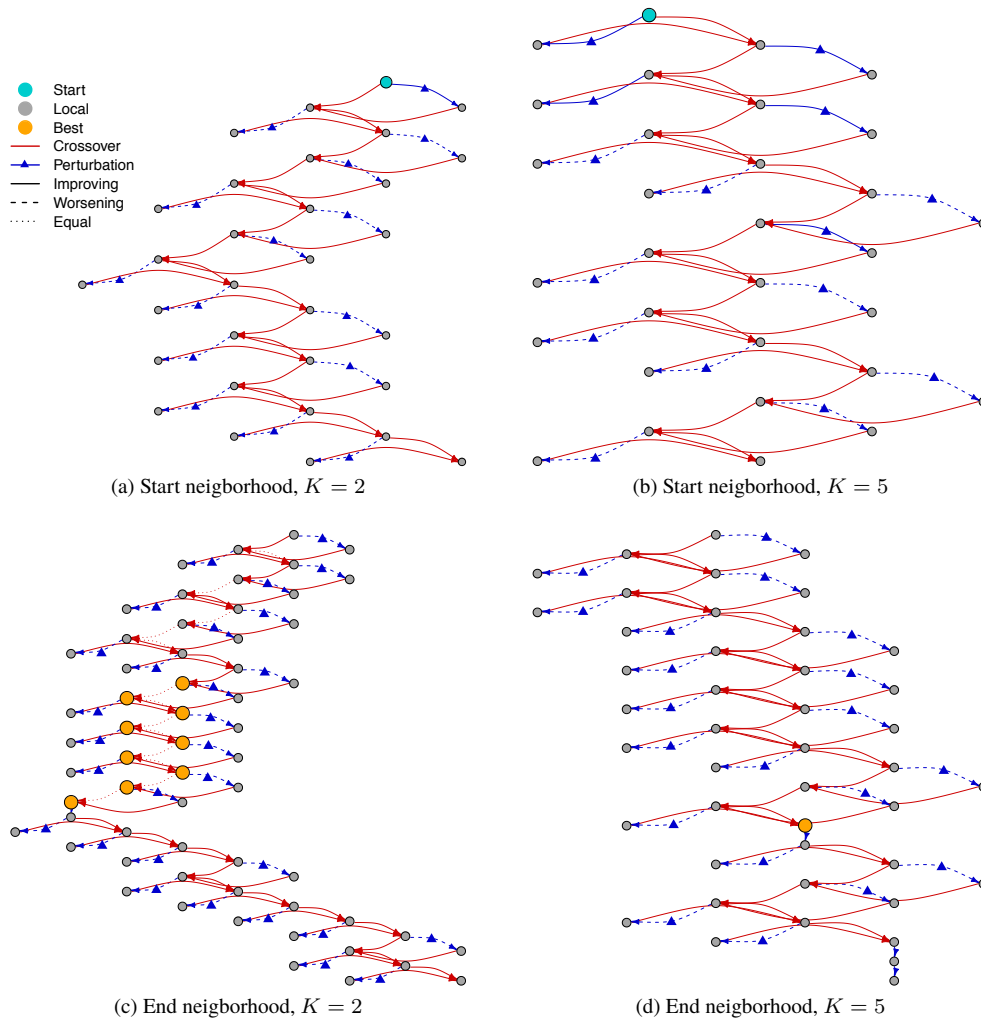 Start
Local
Best
Crossover
Perturbation
Improving
Worsening
Equal
(a) Start neigborhood, K = 2
(b) Start neigborhood, K = 5
(c) End neigborhood, K = 2
(d) End neigborhood, K = 5